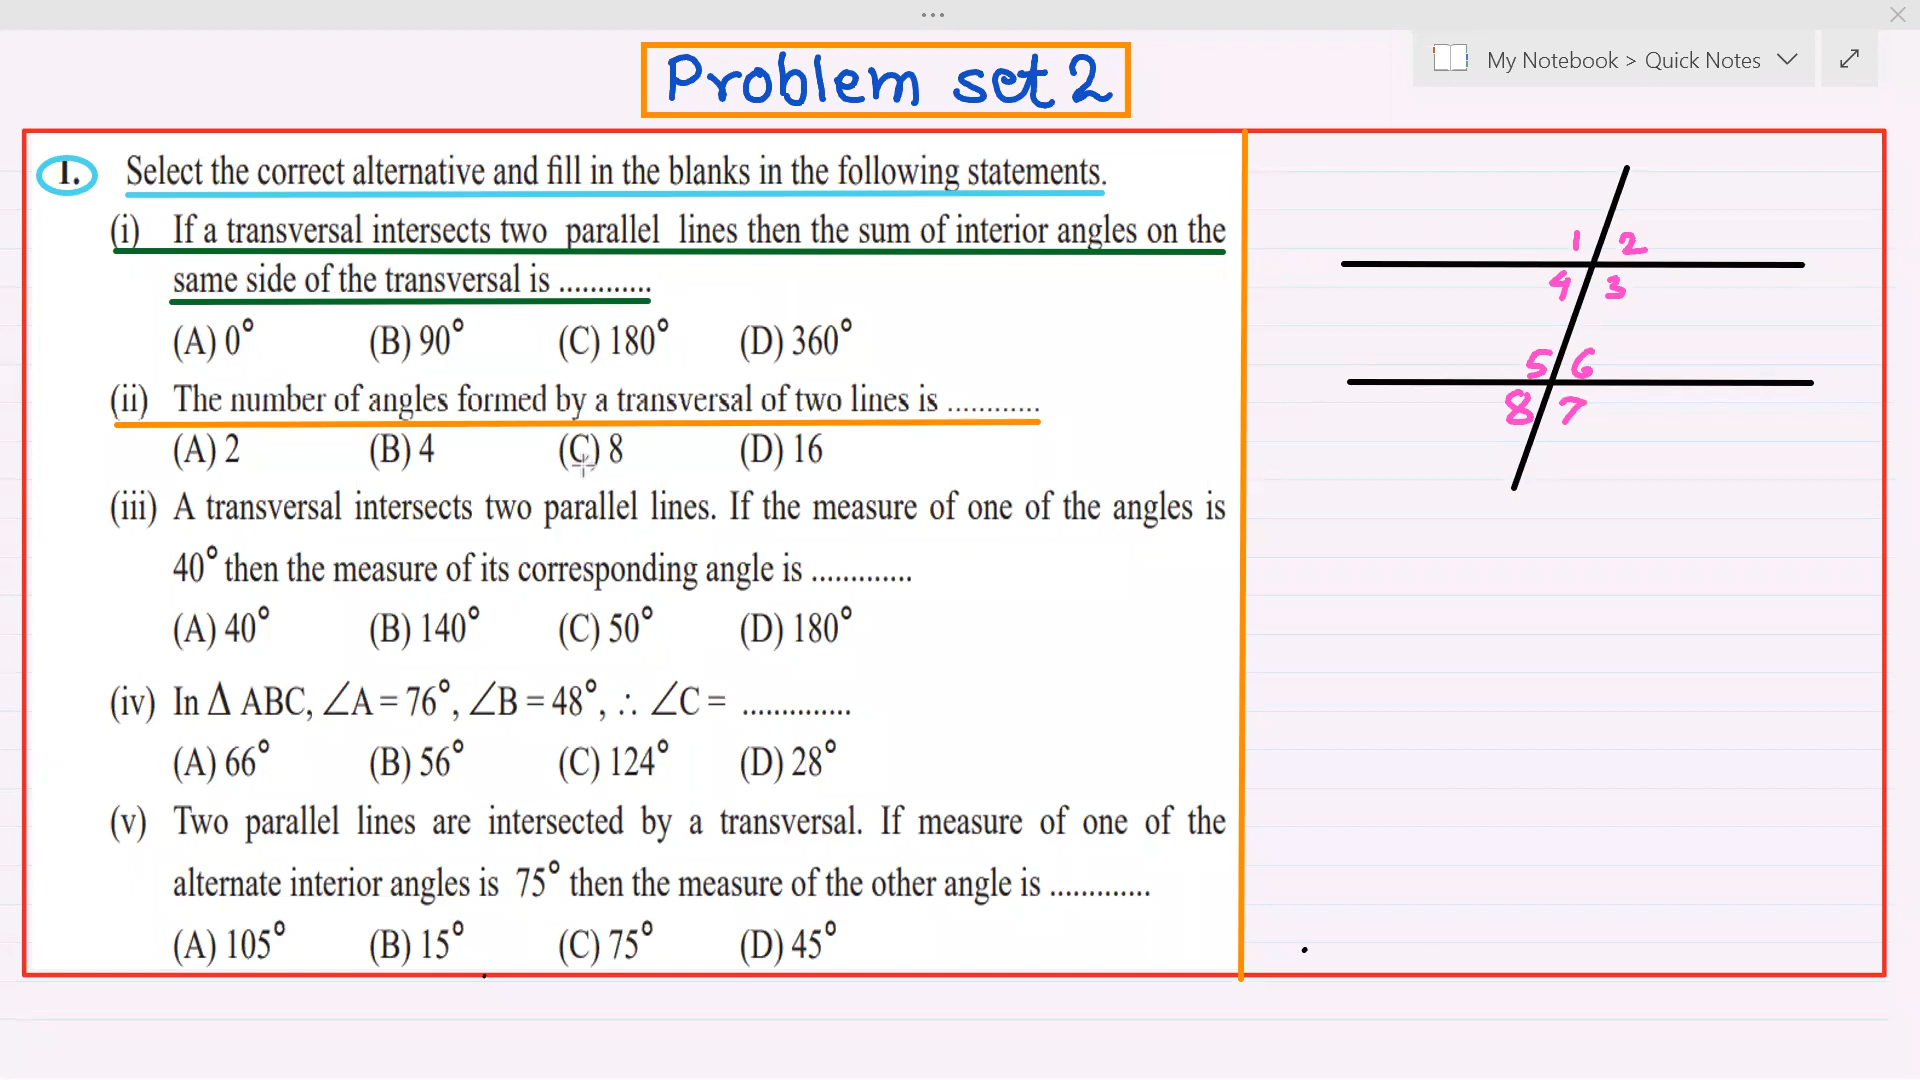 My Notebook > Quick Notes
Problem set 2
1. Select the correct alternative and fill in the blanks in the following statements.
(i) If a transversal intersects two parallel lines then the sum of interior angles on the
same side of the transversal is ............
(A) 0° (B) 90° (C) 180° (D) 360°
(ii) The number of angles formed by a transversal of two lines is ............
(A) 2 (B) 4 (C) 8 (D) 16
(iii) A transversal intersects two parallel lines. If the measure of one of the angles is
40° then the measure of its corresponding angle is .............
(A) 40° (B) 140° (C) 50° (D) 180°
(iv) In Δ ABC, ∠A = 76°, ∠B = 48°, ∴ ∠C = ..............
(A) 66° (B) 56° (C) 124° (D) 28°
(v) Two parallel lines are intersected by a transversal. If measure of one of the
alternate interior angles is 75° then the measure of the other angle is .............
(A) 105° (B) 15° (C) 75° (D) 45°
1 2
4 3
5 6
8 7